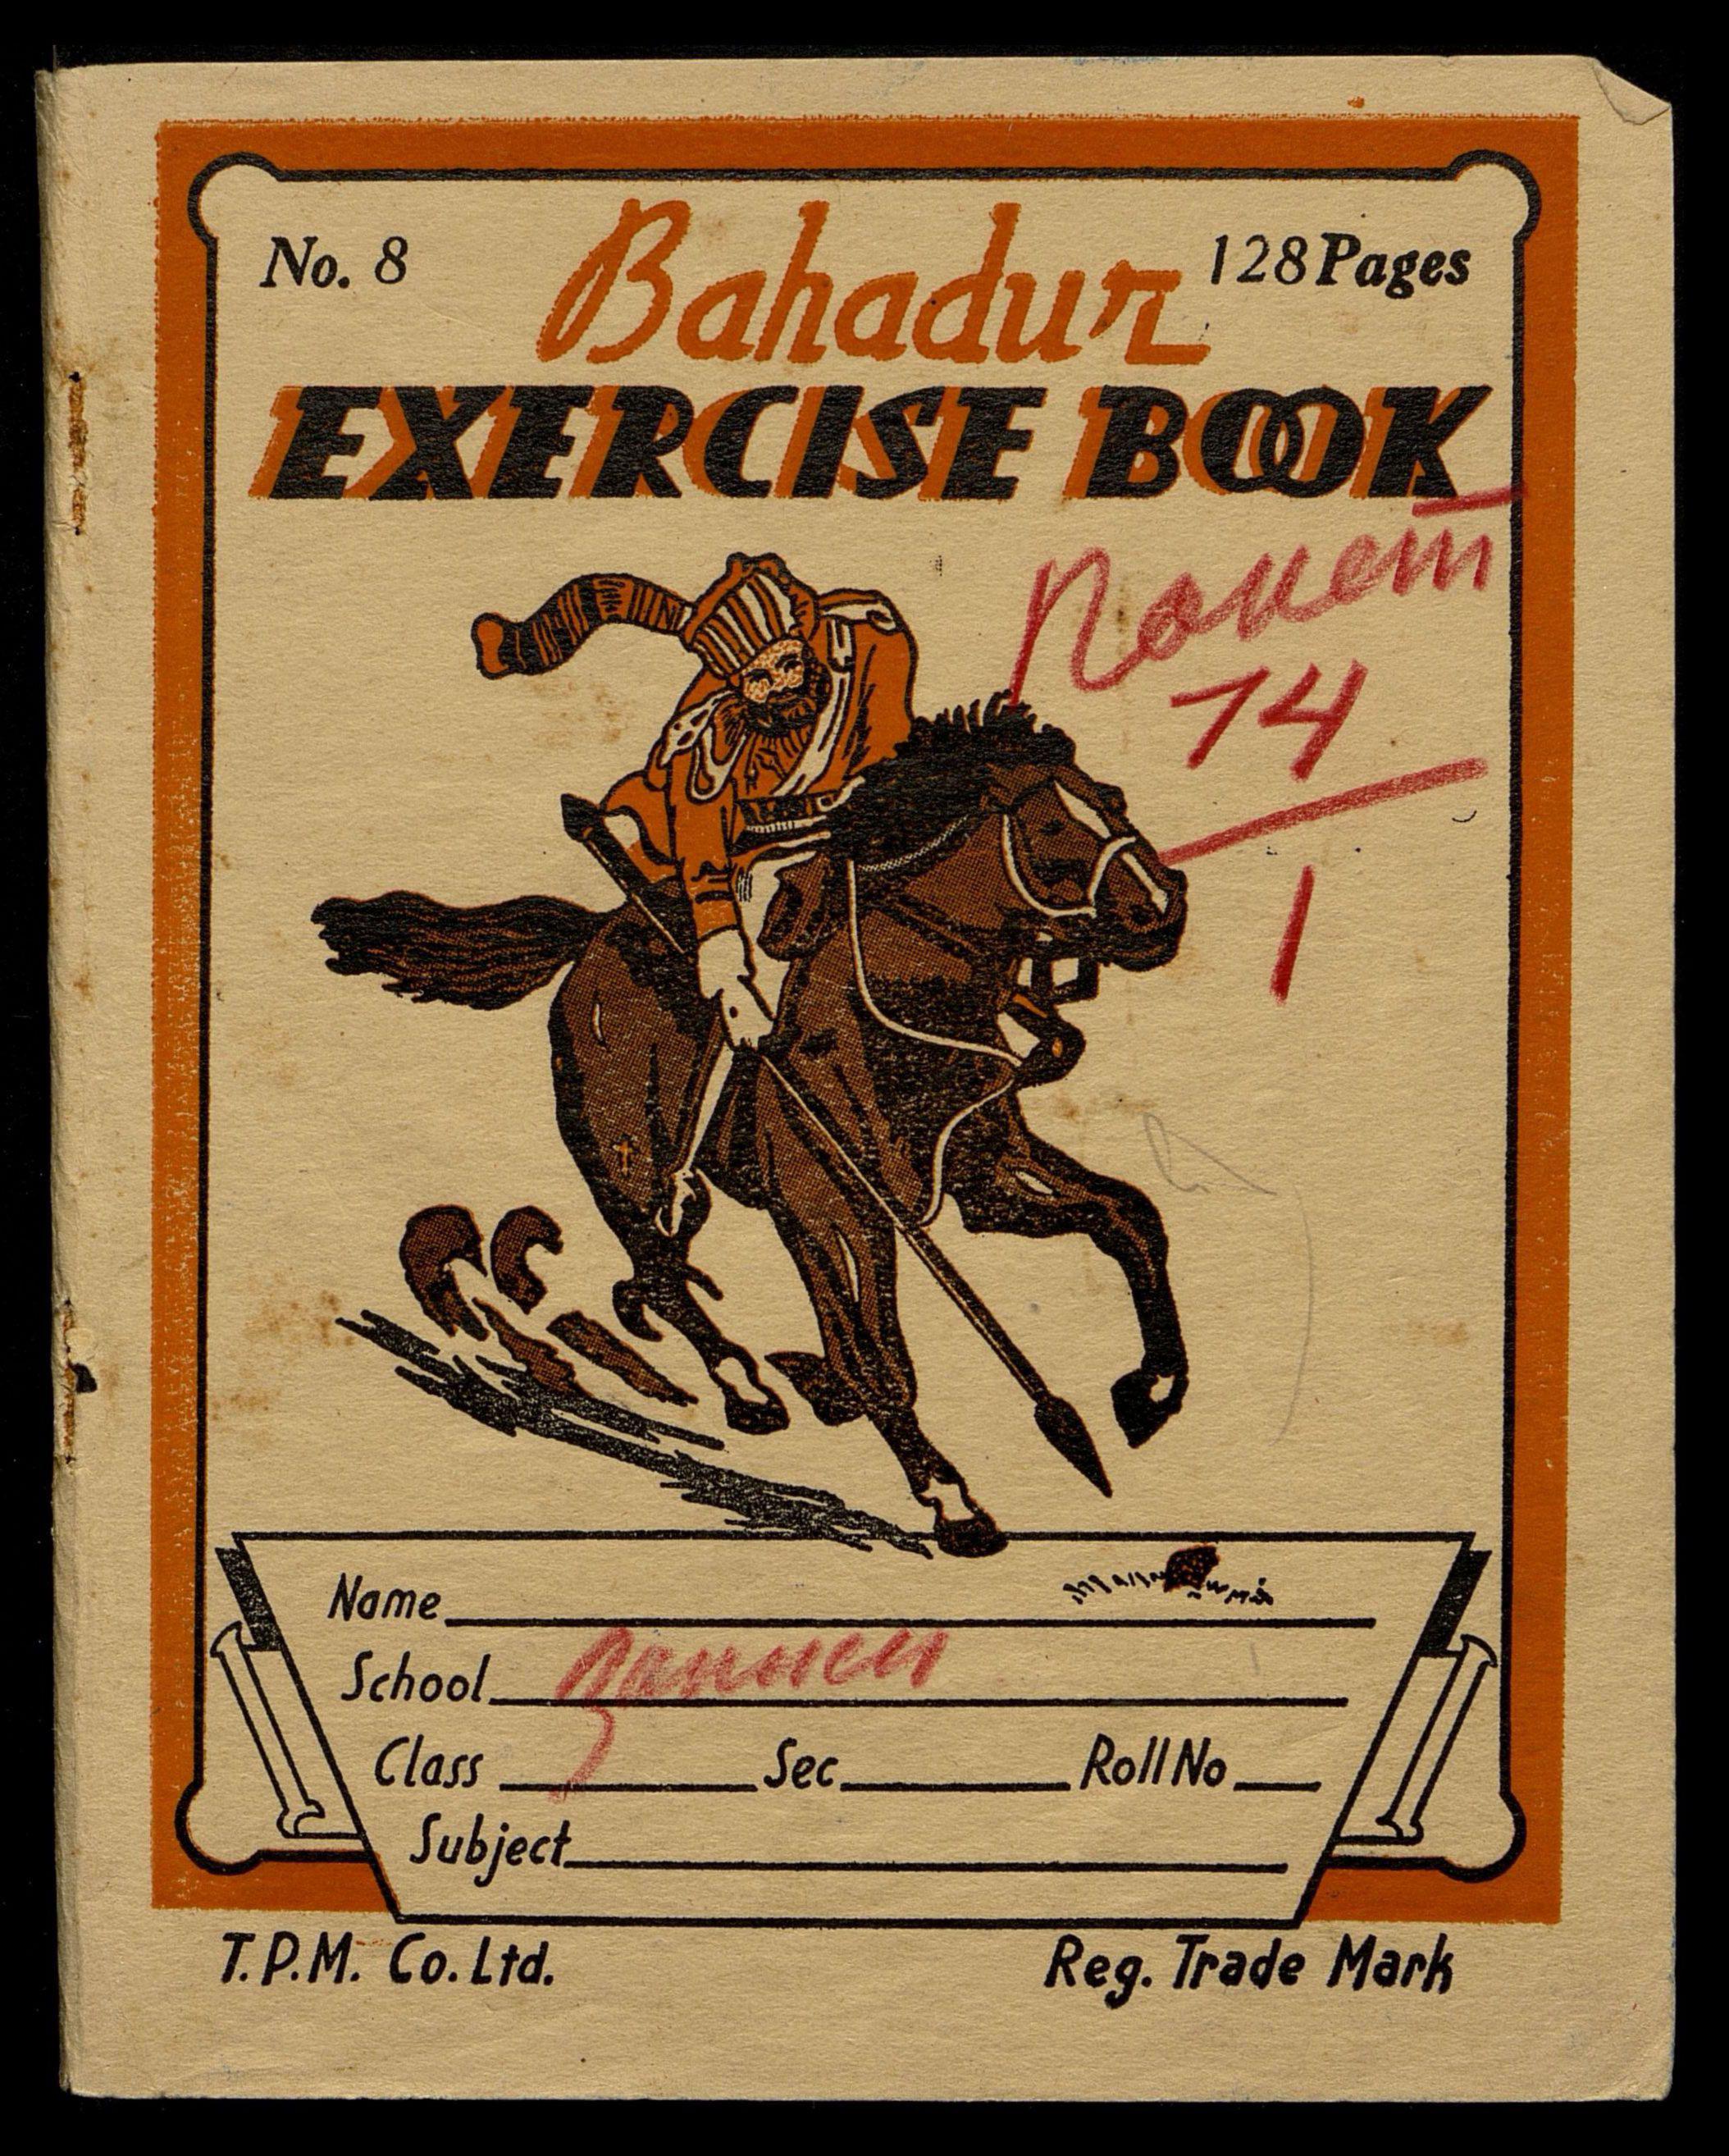 No. 8
Bahadur
128 Pages
EXERCISE BOOK
74
1
Name
School
Class Sec Roll No
Subject
T.P.M. Co. Ltd.
Reg. Trade Mark